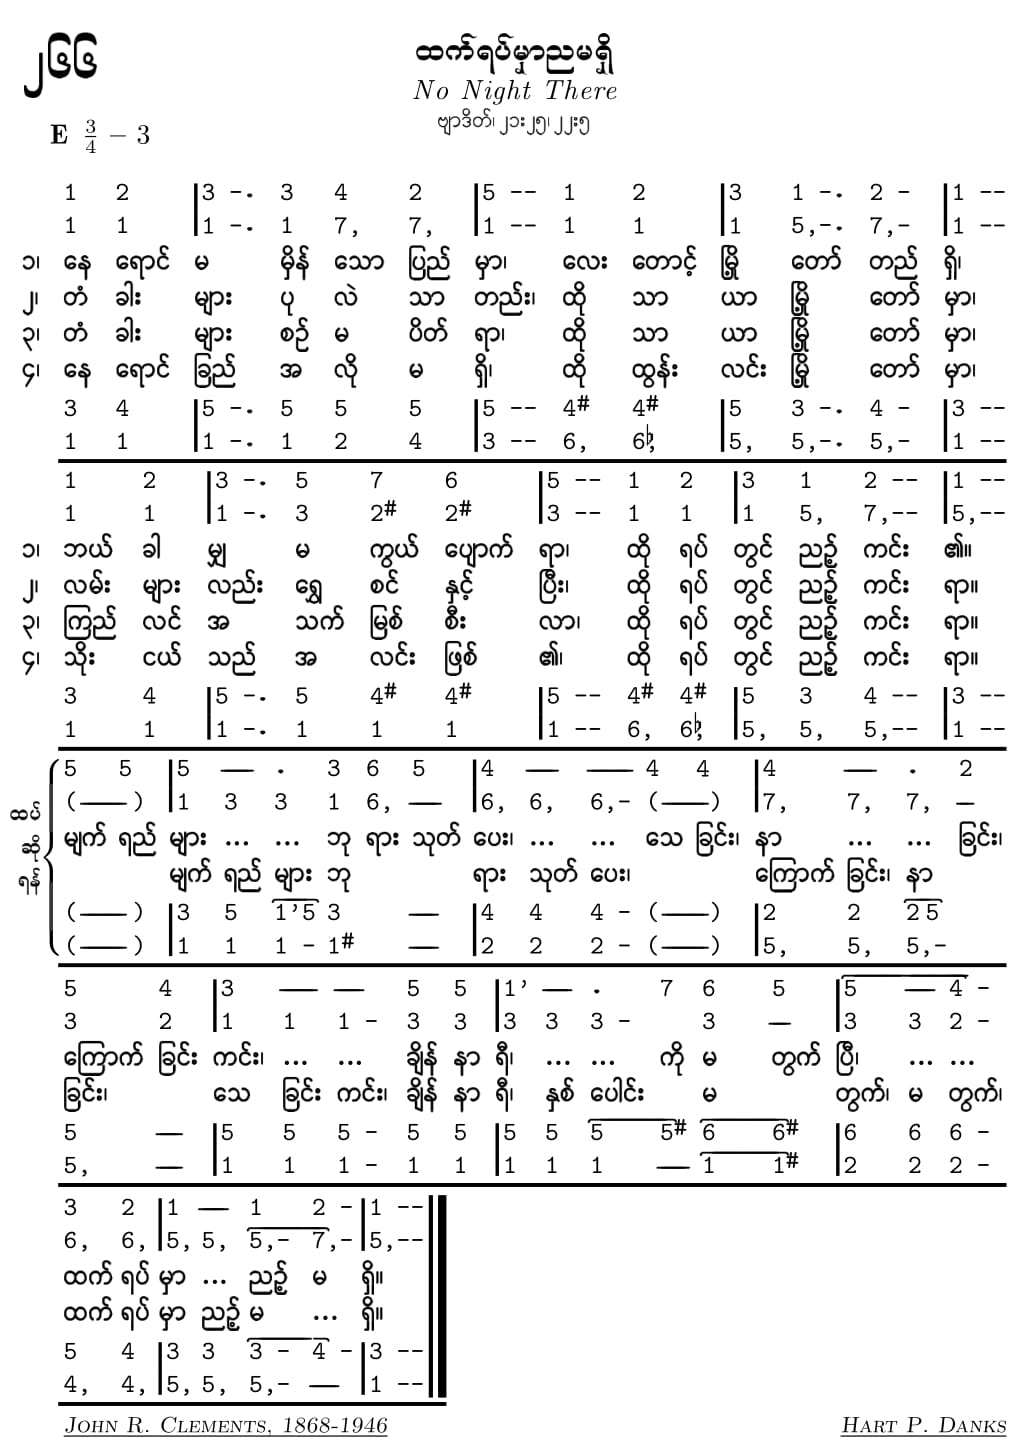 ၂၆၆
ထက်ရပ်မှာညမရှိ
No Night There
ဗျာဒိတ်၊ ၂၁း၂၅၊ ၂၂း၅
E 3/4 – 3
1 2 |3 -. 3 4 2 |5 -- 1 2 |3 1 -. 2 - |1 --
1 1 |1 -. 1 7, 7, |1 -- 1 1 |1 5,-. 7,- |1 --
၁၊ နေ ရောင် မ မှိန် သော ပြည် မှာ၊ လေး တောင့် မြို့ တော် တည် ရှိ၊
၂၊ တံ ခါး များ ပု လဲ သာ တည်း၊ ထို သာ ယာ မြို့ တော် မှာ၊
၃၊ တံ ခါး များ စဉ် မ ပိတ် ရာ၊ ထို သာ ယာ မြို့ တော် မှာ၊
၄၊ နေ ရောင် ခြည် အ လို မ ရှိ၊ ထို ထွန်း လင်း မြို့ တော် မှာ၊
3 4 |5 -. 5 5 5 |5 -- 4# 4# |5 3 -. 4 - |3 --
1 1 |1 -. 1 2 4 |3 -- 6, 6♭, |5, 5,-. 5,- |1 --
1 2 |3 -. 5 7 6 |5 -- 1 2 |3 1 2 -- |1 --
1 1 |1 -. 3 2# 2# |3 -- 1 1 |1 5, 7,-- |5,--
၁၊ ဘယ် ခါ မျှ မ ကွယ် ပျောက် ရာ၊ ထို ရပ် တွင် ညဉ့် ကင်း ၏။
၂၊ လမ်း များ လည်း ရွှေ စင် နှင့် ပြီး၊ ထို ရပ် တွင် ညဉ့် ကင်း ရာ။
၃၊ ကြည် လင် အ သက် မြစ် စီး လာ၊ ထို ရပ် တွင် ညဉ့် ကင်း ရာ။
၄၊ သိုး ငယ် သည် အ လင်း ဖြစ် ၏၊ ထို ရပ် တွင် ညဉ့် ကင်း ရာ။
3 4 |5 -. 5 4# 4# |5 -- 4# 4# |5 3 4 -- |3 --
1 1 |1 -. 1 1 1 |1 -- 6, 6♭, |5, 5, 5,-- |1 --
ထပ်
ဆို
ရန်
5 5 |5 — . 3 6 5 |4 — — 4 4 |4 — . 2
(—) |1 3 3 1 6, — |6, 6, 6,- (—) |7, 7, 7, –
မျက် ရည် များ ... ... ဘု ရား သုတ် ပေး၊ ... ... သေ ခြင်း၊ နာ ... ... ခြင်း၊
မျက် ရည် များ ဘု ရား သုတ် ပေး၊ ကြောက် ခြင်း၊ နာ
(—) |3 5 1’5 3 — |4 4 4 - (—) |2 2 25
(—) |1 1 1 - 1# — |2 2 2 - (—) |5, 5, 5,-
5 4 |3 — — 5 5 |1’ — . 7 6 5 |5 — 4 -
3 2 |1 1 1 - 3 3 |3 3 3 - 3 – |3 3 2 -
ကြောက် ခြင်း ကင်း၊ ... ... ချိန် နာ ရီ၊ ... ... ကို မ တွက် ပြီ၊ ... ...
ခြင်း၊ သေ ခြင်း ကင်း၊ ချိန် နာ ရီ၊ နှစ် ပေါင်း မ တွက်၊ မ တွက်၊
5 — |5 5 5 - 5 5 |5 5 5 5# 6 6# |6 6 6 -
5, — |1 1 1 - 1 1 |1 1 1 — 1 1# |2 2 2 -
3 2 |1 — 1 2 - |1 --
6, 6, |5, 5, 5,- 7,- |5,--
ထက် ရပ် မှာ ... ညဉ့် မ ရှိ။
ထက် ရပ် မှာ ညဉ့် မ ... ရှိ။
5 4 |3 3 3 - 4 - |3 --
4, 4, |5, 5, 5,- — |1 --
JOHN R. CLEMENTS, 1868-1946 HART P. DANKS